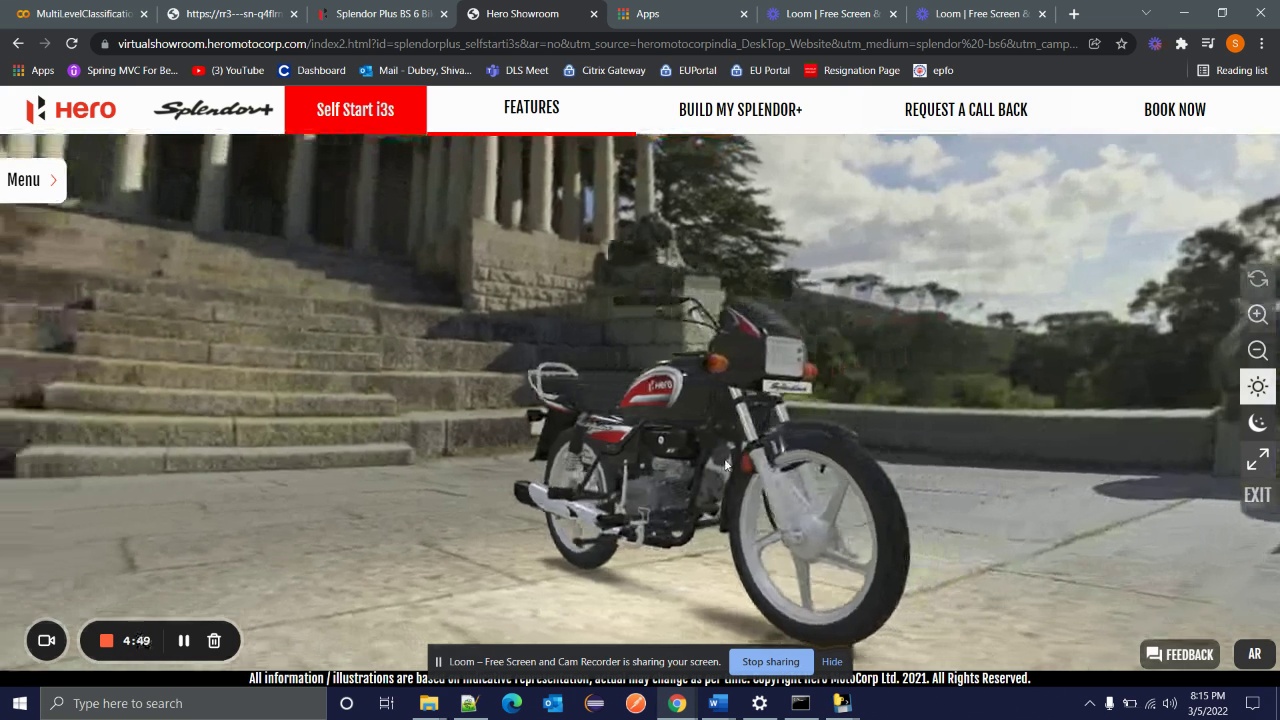 MultiLevelClassificatio
https://rr3---sn-q4flrn
Splendor Plus BS 6 Bik
Hero Showroom
Apps
Loom | Free Screen &
Loom | Free Screen &
virtualshowroom.heromotocorp.com/index2.html?id=splendorplus_selfstarti3s&at=no&utm_source=heromotocorpindia_DeskTop_Website&utm_medium=splendor%20-bs6&utm_camp...
Apps
Spring MVC For Be...
(3) YouTube
Dashboard
Mail - Dubey, Shiva...
DLS Meet
Citrix Gateway
EUPortal
EU Portal
Resignation Page
epfo
Reading list
Hero
Splendor+
Self Start i3s
FEATURES
BUILD MY SPLENDOR+
REQUEST A CALL BACK
BOOK NOW
Menu
Hero
Splendor
EXIT
4:49
Loom – Free Screen and Cam Recorder is sharing your screen.
Stop sharing
Hide
FEEDBACK
AR
All information / illustrations are based on indicative representation, actual may change as per time. Copyright Hero MotoCorp Ltd. 2021. All Rights Reserved.
Type here to search
8:15 PM
3/5/2022